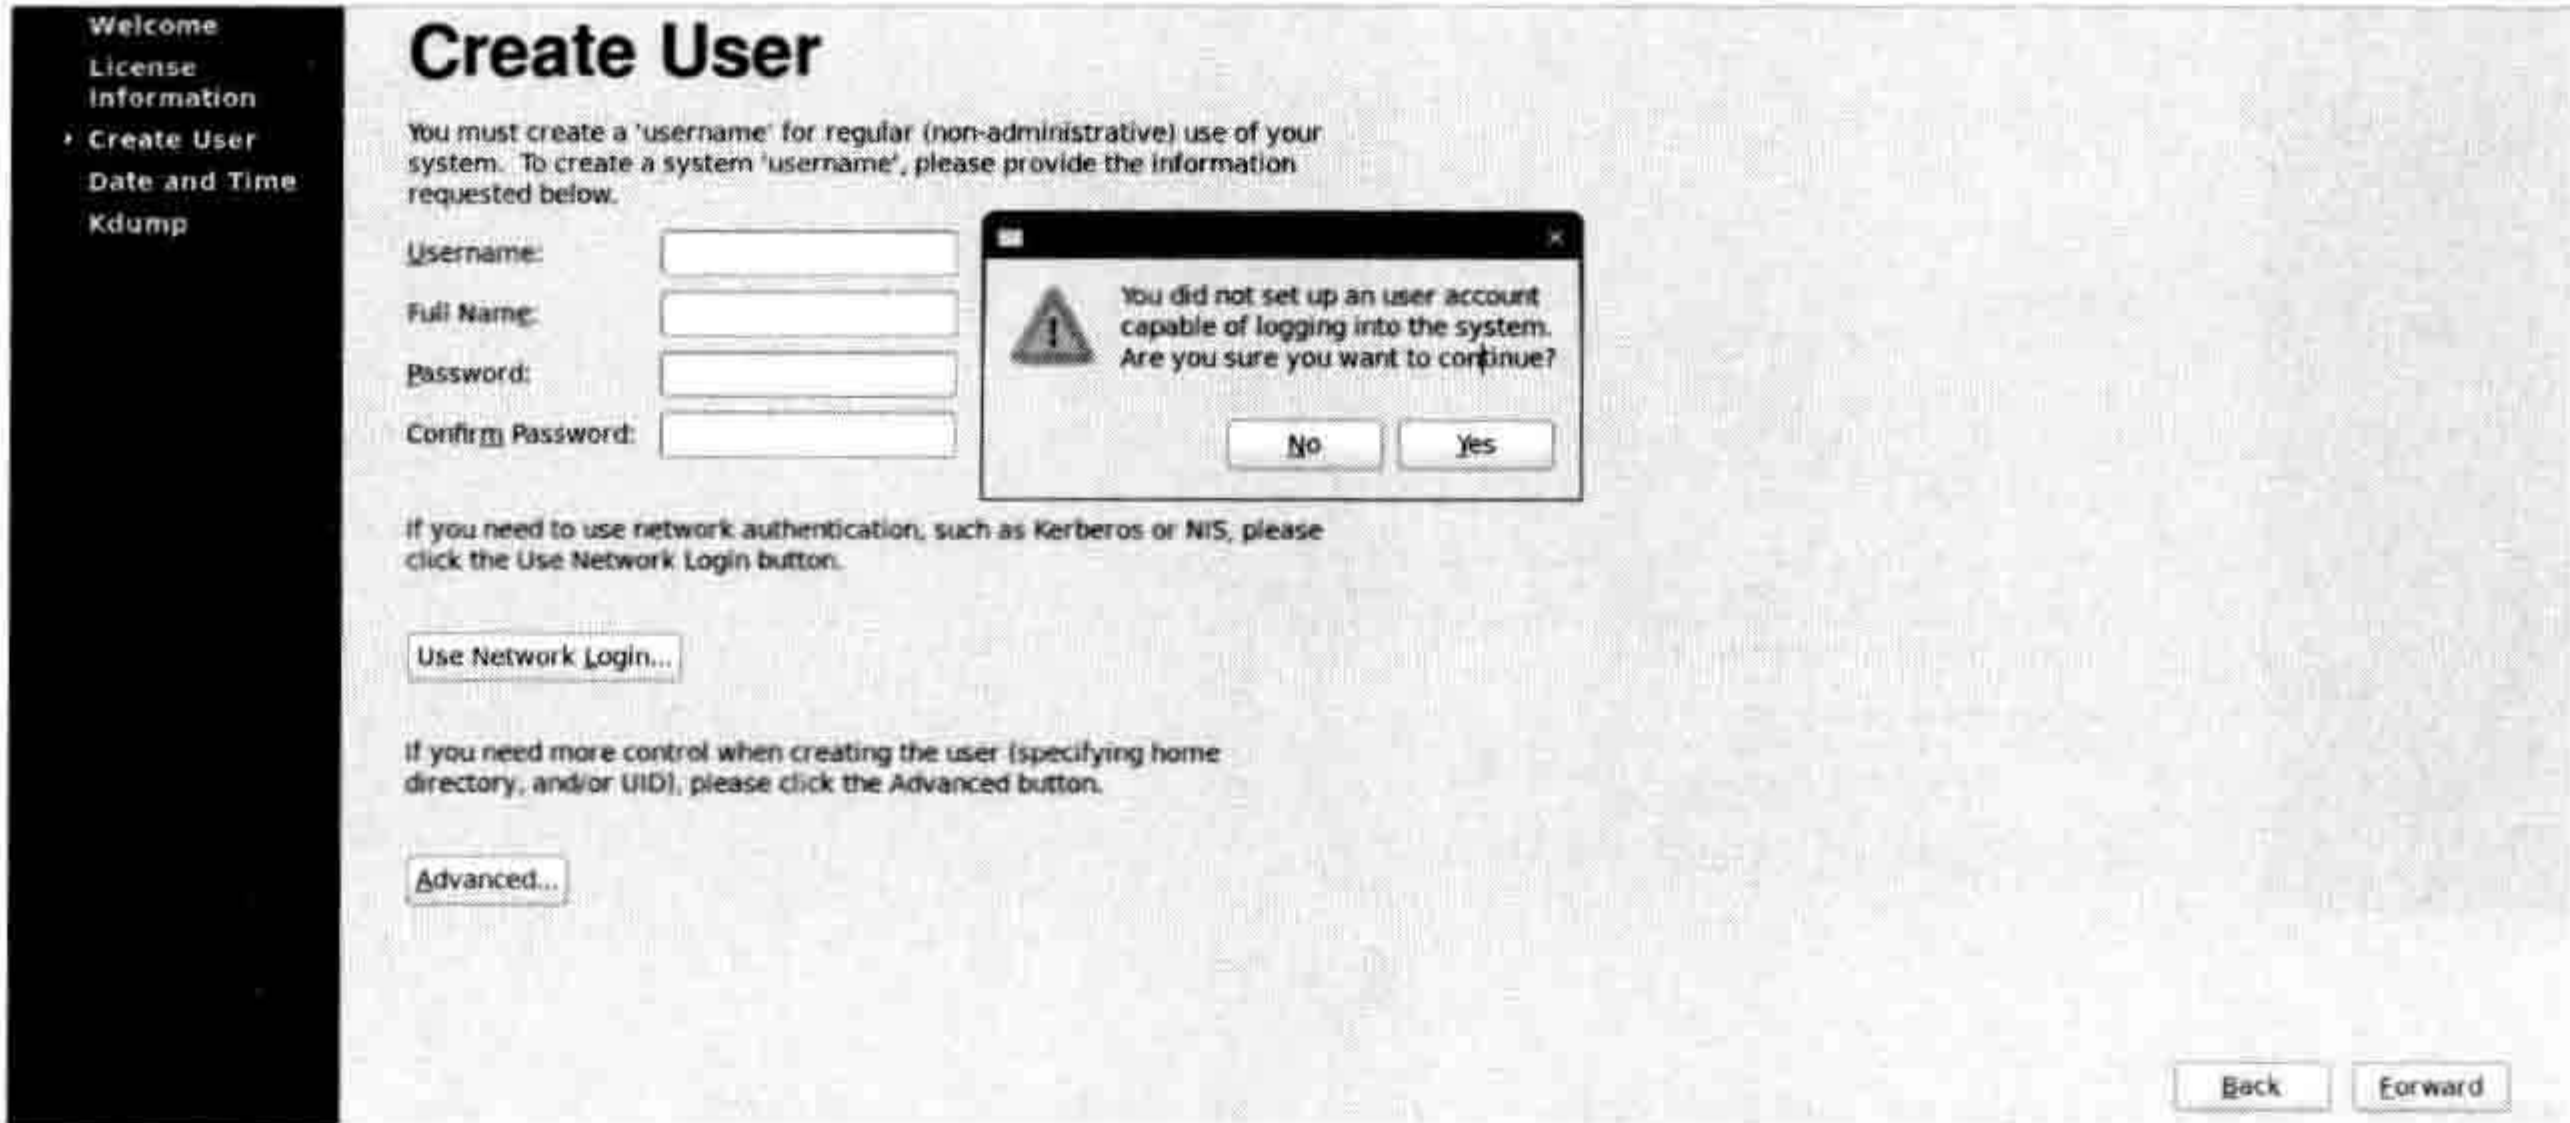 Welcome
License
Information
Create User
Date and Time
Kdump
Create User
You must create a 'username' for regular (non-administrative) use of your
system. To create a system 'username', please provide the information
requested below.
Username:
Full Name:
Password:
Confirm Password:
You did not set up an user account
capable of logging into the system.
Are you sure you want to continue?
No
Yes
If you need to use network authentication, such as Kerberos or NIS, please
click the Use Network Login button.
Use Network Login...
If you need more control when creating the user (specifying home
directory, and/or UID), please click the Advanced button.
Advanced...
Back
Forward